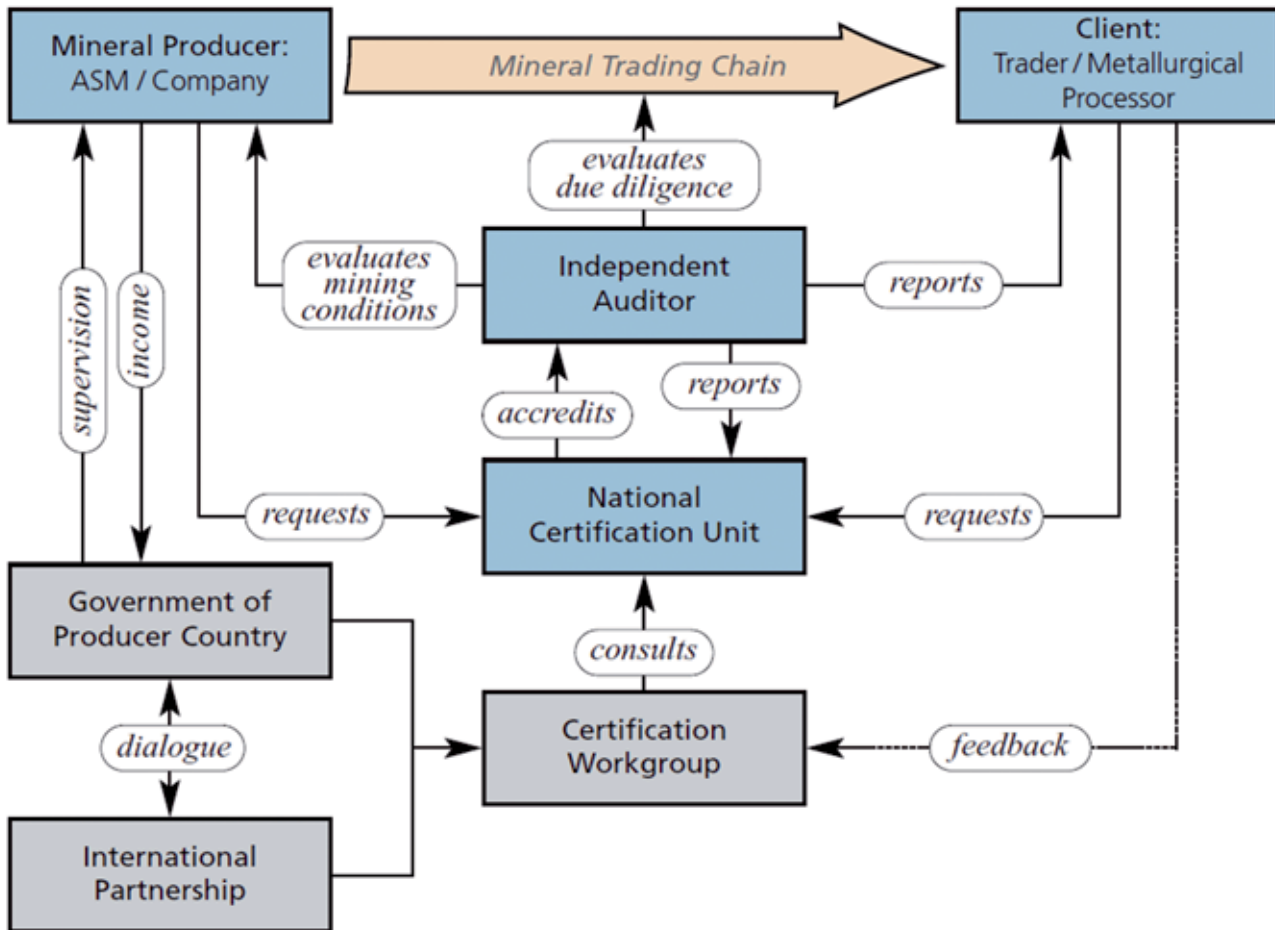 Mineral Producer:
ASM / Company
Mineral Trading Chain
Client:
Trader / Metallurgical
Processor
evaluates
due diligence
evaluates
mining
conditions
Independent
Auditor
reports
supervision
income
accredits
reports
requests
National
Certification Unit
requests
Government of
Producer Country
consults
dialogue
Certification
Workgroup
feedback
International
Partnership